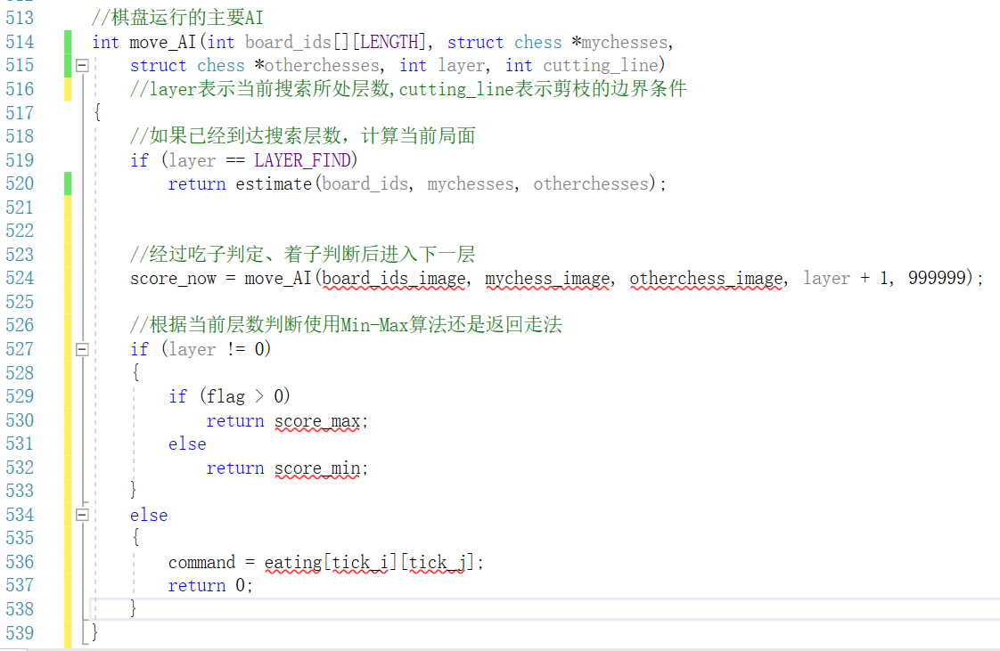 513 //棋盘运行的主要AI
514 int move_AI(int board_ids[][LENGTH], struct chess *mychesses,
515 struct chess *otherchesses, int layer, int cutting_line)
516 //layer表示当前搜索所处层数,cutting_line表示剪枝的边界条件
517 {
518 //如果已经到达搜索层数，计算当前局面
519 if (layer == LAYER_FIND)
520 return estimate(board_ids, mychesses, otherchesses);
521
522
523 //经过吃子判定、着子判断后进入下一层
524 score_now = move_AI(board_ids_image, mychess_image, otherchess_image, layer + 1, 999999);
525
526 //根据当前层数判断使用Min-Max算法还是返回走法
527 if (layer != 0)
528 {
529 if (flag > 0)
530 return score_max;
531 else
532 return score_min;
533 }
534 else
535 {
536 command = eating[tick_i][tick_j];
537 return 0;
538 }
539 }